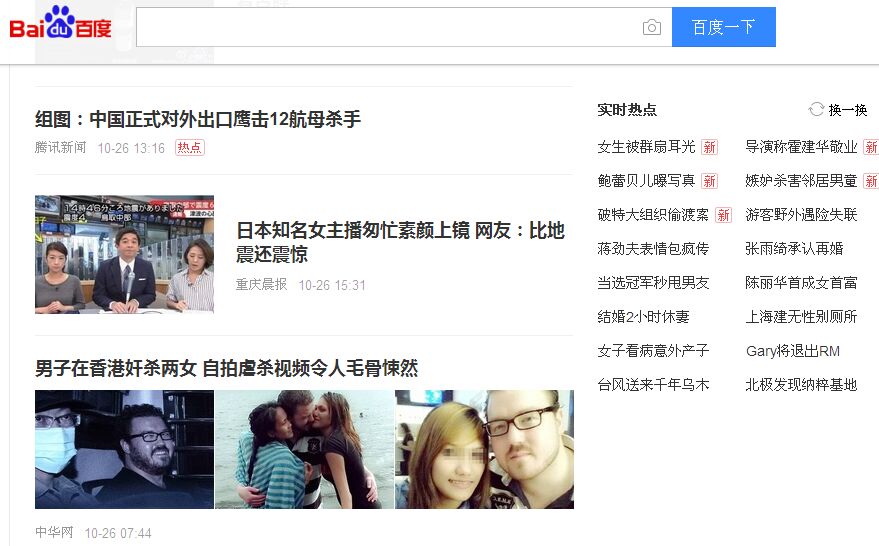 Bai du 百度
百度一下
组图：中国正式对外出口鹰击12航母杀手
腾讯新闻 10-26 13:16 热点
14時46分ごろ地震がありました
震度4 鳥取中部
日本知名女主播匆忙素颜上镜 网友：比地
震还震惊
重庆晨报 10-26 15:31
男子在香港奸杀两女 自拍虐杀视频令人毛骨悚然
中华网 10-26 07:44
实时热点 换一换
女生被群扇耳光 新 导演称霍建华敬业 新
鲍蕾贝儿曝写真 新 嫉妒杀害邻居男童 新
破特大组织偷渡案 新 游客野外遇险失联
蒋劲夫表情包疯传 张雨绮承认再婚
当选冠军秒甩男友 陈丽华首成女首富
结婚2小时休妻 上海建无性别厕所
女子看病意外产子 Gary将退出RM
台风送来千年乌木 北极发现纳粹基地